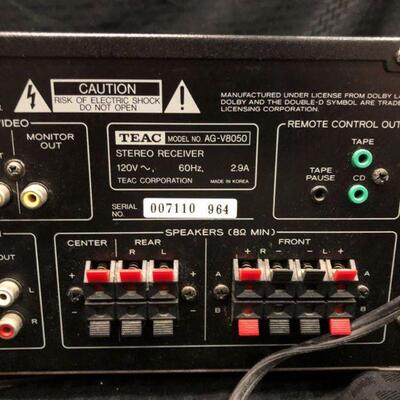 CAUTION
RISK OF ELECTRIC SHOCK
DO NOT OPEN
MANUFACTURED UNDER LICENSE FROM DOLBY
DOLBY AND THE DOUBLE-D SYMBOL ARE
LICENSING CORPORATION.
VIDEO
MONITOR
OUT
TEAC MODEL NO. AG-V8050
STEREO RECEIVER
120V ~, 60Hz, 2.9A
TEAC CORPORATION MADE IN KOREA
SERIAL
NO. 007110 964
REMOTE CONTROL OUT
TAPE
TAPE
PAUSE
CD
SPEAKERS (8Ω MIN)
CENTER
REAR
R L
FRONT
+ R − − L +
OUT
L
R
+
−
+
−
A
B
A
B